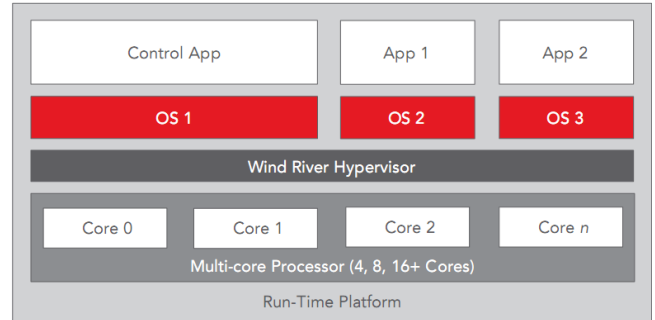 Control App
App 1
App 2
OS 1
OS 2
OS 3
Wind River Hypervisor
Core 0
Core 1
Core 2
Core n
Multi-core Processor (4, 8, 16+ Cores)
Run-Time Platform